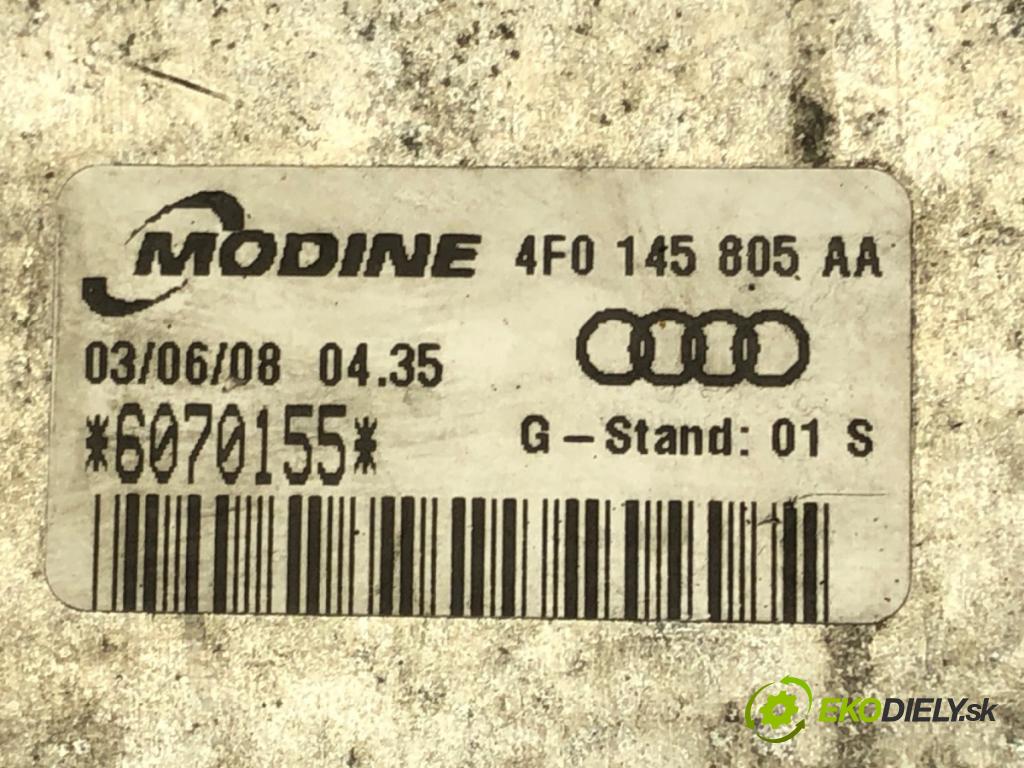 MODINE 4F0 145 805 AA
03/06/08 04.35
*6070155*
G-Stand: 01 S
EKODIELY.sk